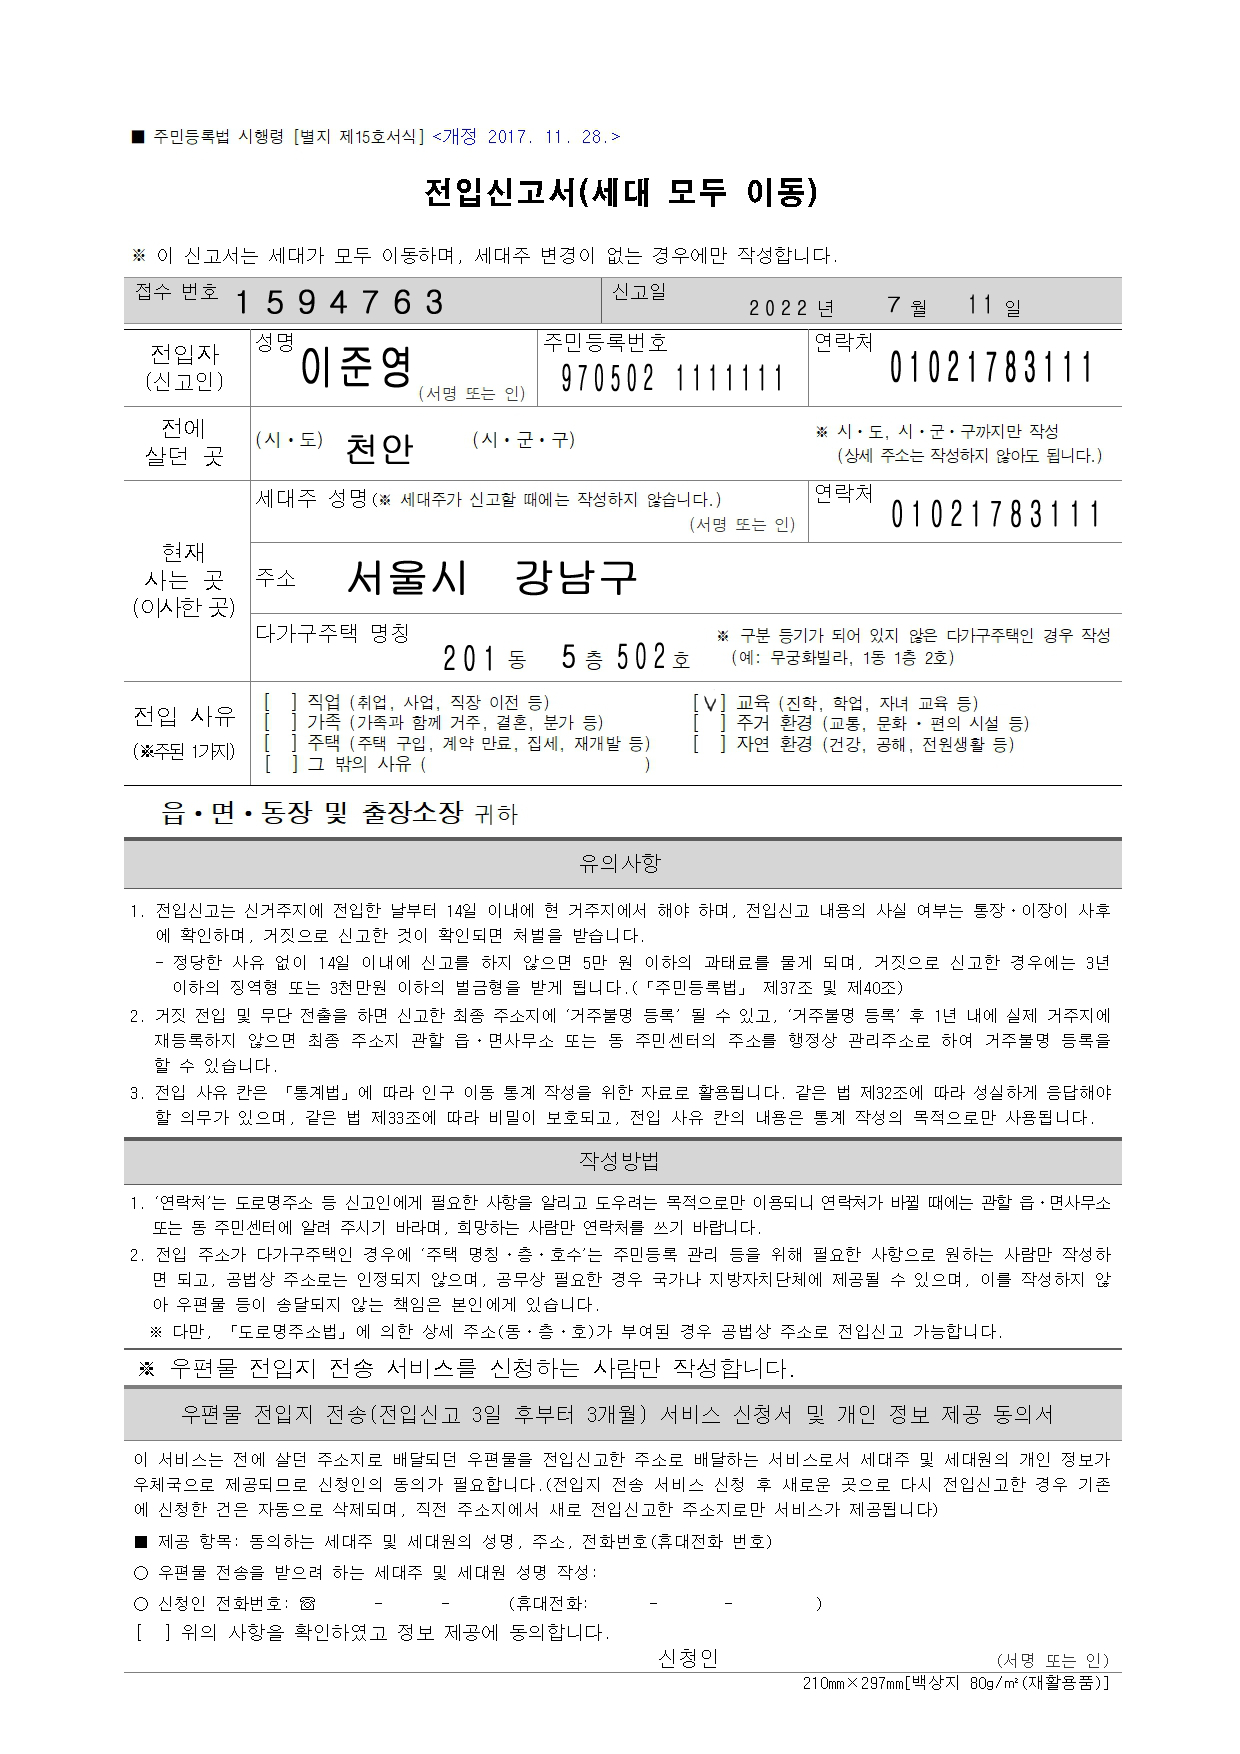 ■ 주민등록법 시행령 [별지 제15호서식] <개정 2017. 11. 28.>
전입신고서(세대 모두 이동)
※ 이 신고서는 세대가 모두 이동하며, 세대주 변경이 없는 경우에만 작성합니다.
접수 번호 1594763 신고일 2022 년 7 월 11 일
전입자 (신고인) 성명 이준영 (서명 또는 인) 주민등록번호 970502 1111111 연락처 01021783111
전에 살던 곳 (시·도) 천안 (시·군·구) ※ 시·도, 시·군·구까지만 작성
(상세 주소는 작성하지 않아도 됩니다.)
현재 사는 곳 (이사한 곳)
세대주 성명(※ 세대주가 신고할 때에는 작성하지 않습니다.)
(서명 또는 인)
연락처 01021783111
주소 서울시 강남구
다가구주택 명칭 201 동 5 층 502 호
※ 구분 등기가 되어 있지 않은 다가구주택인 경우 작성
(예: 무궁화빌라, 1동 1층 2호)
전입 사유
(※주된 1가지)
[ ] 직업 (취업, 사업, 직장 이전 등) [V] 교육 (진학, 학업, 자녀 교육 등)
[ ] 가족 (가족과 함께 거주, 결혼, 분가 등) [ ] 주거 환경 (교통, 문화·편의 시설 등)
[ ] 주택 (주택 구입, 계약 만료, 집세, 재개발 등) [ ] 자연 환경 (건강, 공해, 전원생활 등)
[ ] 그 밖의 사유 ( )
읍·면·동장 및 출장소장 귀하
유의사항
1. 전입신고는 신거주지에 전입한 날부터 14일 이내에 현 거주지에서 해야 하며, 전입신고 내용의 사실 여부는 통장·이장이 사후
에 확인하며, 거짓으로 신고한 것이 확인되면 처벌을 받습니다.
- 정당한 사유 없이 14일 이내에 신고를 하지 않으면 5만 원 이하의 과태료를 물게 되며, 거짓으로 신고한 경우에는 3년
이하의 징역형 또는 3천만원 이하의 벌금형을 받게 됩니다.(「주민등록법」 제37조 및 제40조)
2. 거짓 전입 및 무단 전출을 하면 신고한 최종 주소지에 ‘거주불명 등록’ 될 수 있고, ‘거주불명 등록’ 후 1년 내에 실제 거주지에
재등록하지 않으면 최종 주소지 관할 읍·면사무소 또는 동 주민센터의 주소를 행정상 관리주소로 하여 거주불명 등록을
할 수 있습니다.
3. 전입 사유 칸은 「통계법」에 따라 인구 이동 통계 작성을 위한 자료로 활용됩니다. 같은 법 제32조에 따라 성실하게 응답해야
할 의무가 있으며, 같은 법 제33조에 따라 비밀이 보호되고, 전입 사유 칸의 내용은 통계 작성의 목적으로만 사용됩니다.
작성방법
1. ‘연락처’는 도로명주소 등 신고인에게 필요한 사항을 알리고 도우려는 목적으로만 이용되니 연락처가 바뀔 때에는 관할 읍·면사무소
또는 동 주민센터에 알려 주시기 바라며, 희망하는 사람만 연락처를 쓰기 바랍니다.
2. 전입 주소가 다가구주택인 경우에 ‘주택 명칭·층·호수’는 주민등록 관리 등을 위해 필요한 사항으로 원하는 사람만 작성하
면 되고, 공법상 주소로는 인정되지 않으며, 공무상 필요한 경우 국가나 지방자치단체에 제공될 수 있으며, 이를 작성하지 않
아 우편물 등이 송달되지 않는 책임은 본인에게 있습니다.
※ 다만, 「도로명주소법」에 의한 상세 주소(동·층·호)가 부여된 경우 공법상 주소로 전입신고 가능합니다.
※ 우편물 전입지 전송 서비스를 신청하는 사람만 작성합니다.
우편물 전입지 전송(전입신고 3일 후부터 3개월) 서비스 신청서 및 개인 정보 제공 동의서
이 서비스는 전에 살던 주소지로 배달되던 우편물을 전입신고한 주소로 배달하는 서비스로서 세대주 및 세대원의 개인 정보가
우체국으로 제공되므로 신청인의 동의가 필요합니다.(전입지 전송 서비스 신청 후 새로운 곳으로 다시 전입신고한 경우 기존
에 신청한 건은 자동으로 삭제되며, 직전 주소지에서 새로 전입신고한 주소지로만 서비스가 제공됩니다)
■ 제공 항목: 동의하는 세대주 및 세대원의 성명, 주소, 전화번호(휴대전화 번호)
○ 우편물 전송을 받으려 하는 세대주 및 세대원 성명 작성:
○ 신청인 전화번호: ☏ - - (휴대전화: - - )
[ ] 위의 사항을 확인하였고 정보 제공에 동의합니다.
신청인 (서명 또는 인)
210㎜×297㎜[백상지 80g/㎡(재활용품)]